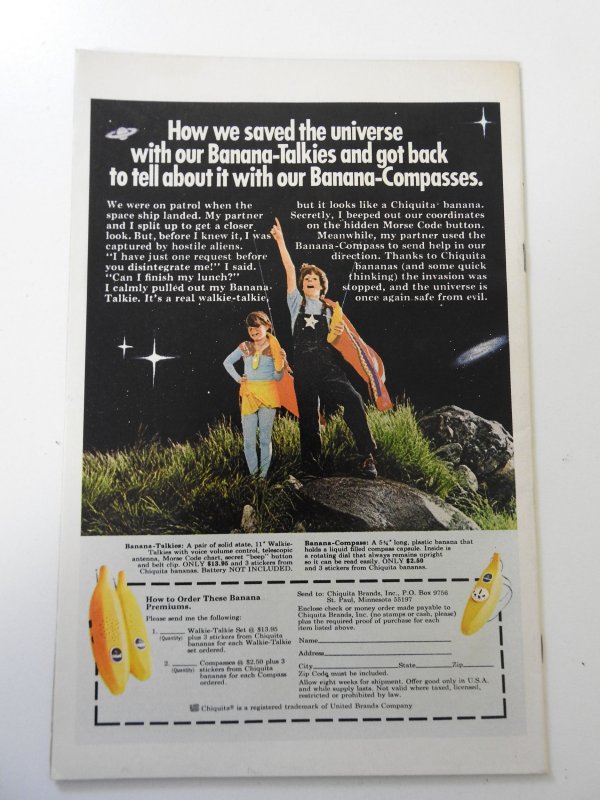 How we saved the universe
with our Banana-Talkies and got back
to tell about it with our Banana-Compasses.
We were on patrol when the
space ship landed. My partner
and I split up to get a closer
look. But, before I knew it, I was
captured by hostile aliens.
"I have just one request before
you disintegrate me!" I said.
"Can I finish my lunch?"
I calmly pulled out my Banana-
Talkie. It's a real walkie-talkie,
but it looks like a Chiquita® banana.
Secretly, I beeped out our coordinates
on the hidden Morse Code button.
Meanwhile, my partner used the
Banana-Compass to send help in our
direction. Thanks to Chiquita
bananas (and some quick
thinking) the invasion was
stopped, and the universe is
once again safe from evil.
Banana-Talkies: A pair of solid state, 11" Walkie-
Talkies with voice volume control, telescopic
antenna, Morse Code chart, secret "beep" button
and belt clip. ONLY $13.95 and 3 stickers from
Chiquita bananas. Battery NOT INCLUDED.
Banana-Compass: A 5¾" long, plastic banana that
holds a liquid filled compass capsule. Inside is
a rotating dial that always remains upright
so it can be read easily. ONLY $2.50
and 3 stickers from Chiquita bananas.
How to Order These Banana
Premiums.
Please send me the following:
1. ______ Walkie-Talkie Set @ $13.95
(Quantity) plus 3 stickers from Chiquita
bananas for each Walkie-Talkie
set ordered.
2. ______ Compasses @ $2.50 plus 3
(Quantity) stickers from Chiquita
bananas for each Compass
ordered.
Send to: Chiquita Brands, Inc., P.O. Box 9756
St. Paul, Minnesota 55197
Enclose check or money order made payable to
Chiquita Brands, Inc. (no stamps or cash, please)
plus the required proof of purchase for each
item listed above.
Name
Address
City State Zip
Zip Code must be included.
Allow eight weeks for shipment. Offer good only in U.S.A.
and while supply lasts. Not valid where taxed, licensed,
restricted or prohibited by law.
Chiquita® is a registered trademark of United Brands Company